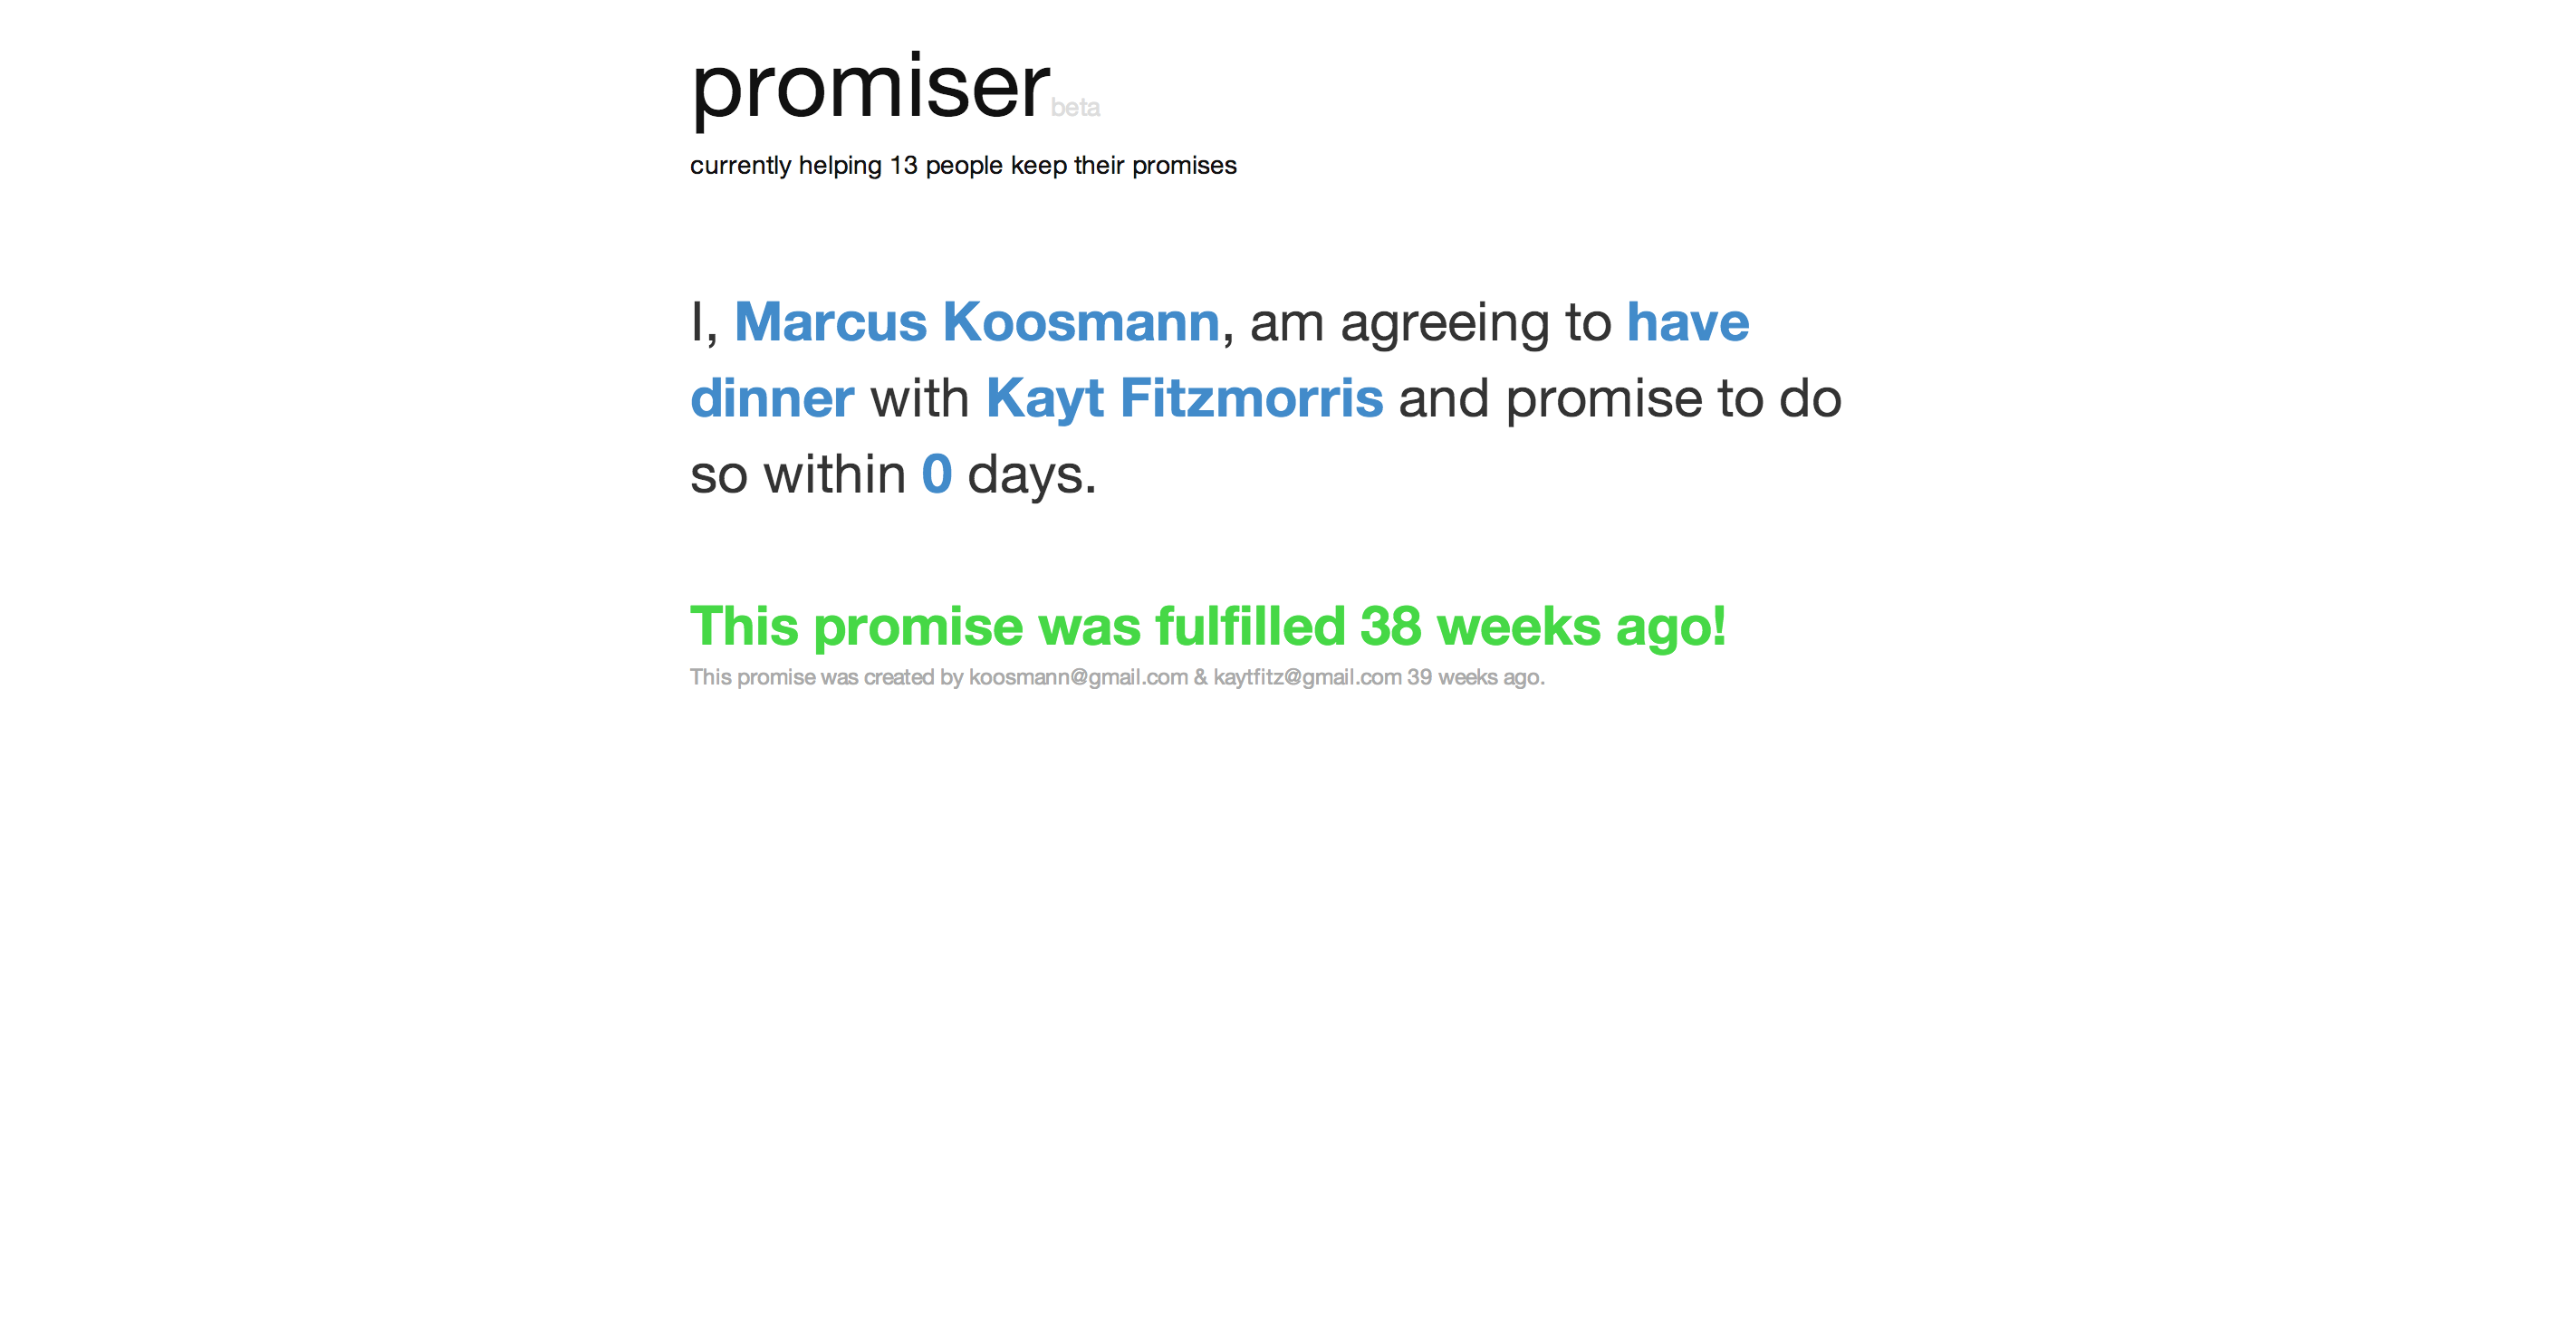 promiser beta
currently helping 13 people keep their promises
I, Marcus Koosmann, am agreeing to have
dinner with Kayt Fitzmorris and promise to do
so within 0 days.
This promise was fulfilled 38 weeks ago!
This promise was created by koosmann@gmail.com & kaytfitz@gmail.com 39 weeks ago.